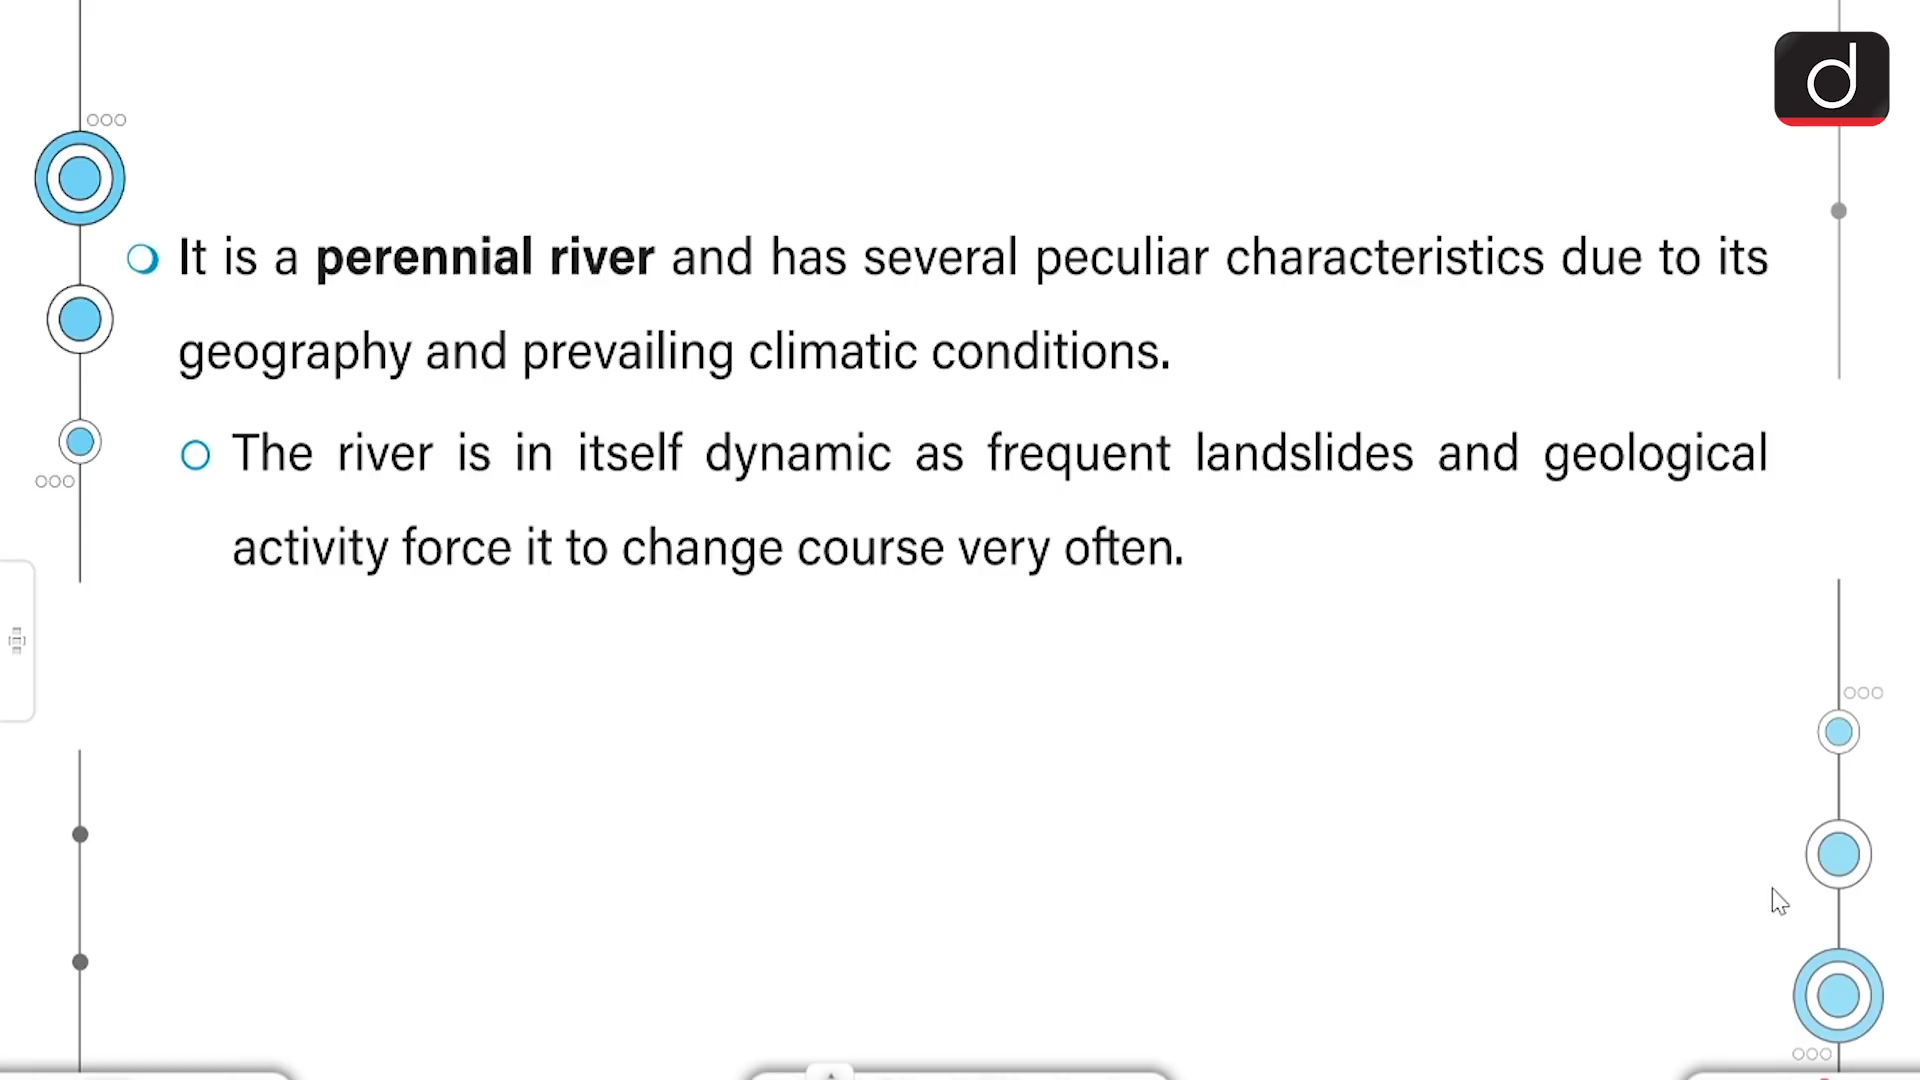 d
It is a perennial river and has several peculiar characteristics due to its
geography and prevailing climatic conditions.
The river is in itself dynamic as frequent landslides and geological
activity force it to change course very often.